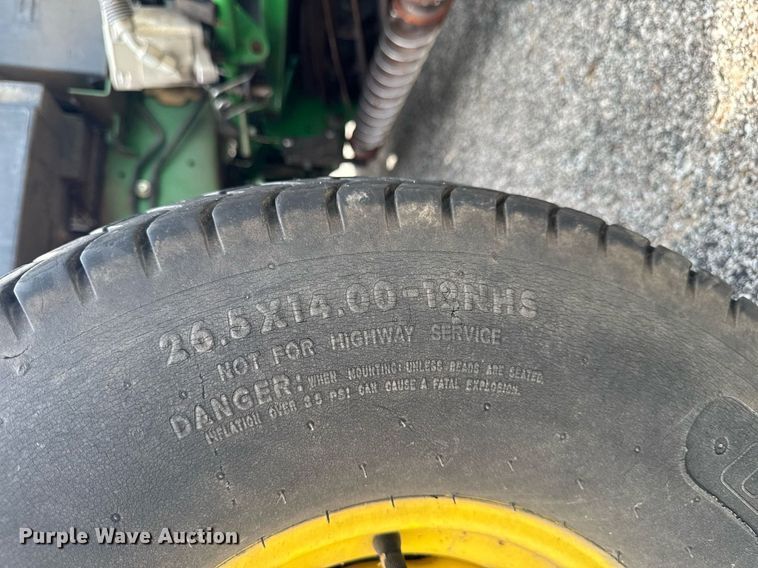 26.5X14.00-12NHS
NOT FOR HIGHWAY SERVICE
DANGER: WHEN MOUNTING: UNLESS BEADS ARE SEATED,
INFLATION OVER 35 PSI CAN CAUSE A FATAL EXPLOSION.
Purple Wave Auction